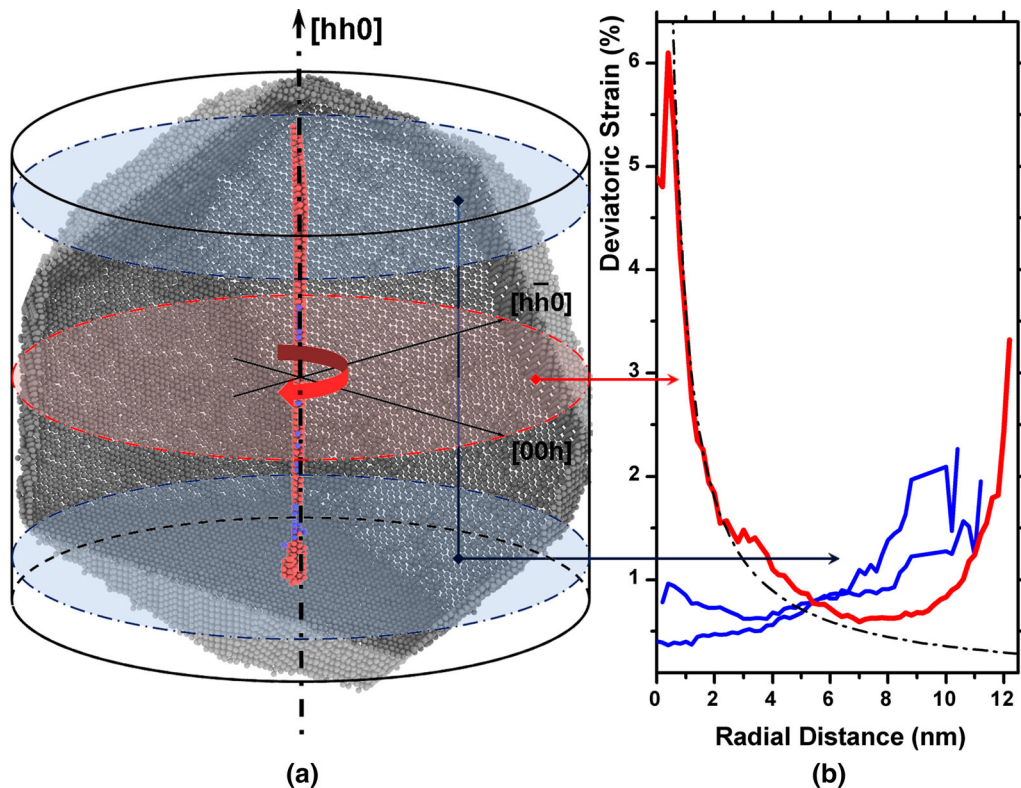 [hh0]
[hh̅0]
[00h]
(a)
Deviatoric Strain (%)
6
5
4
3
2
1
0 2 4 6 8 10 12
Radial Distance (nm)
(b)